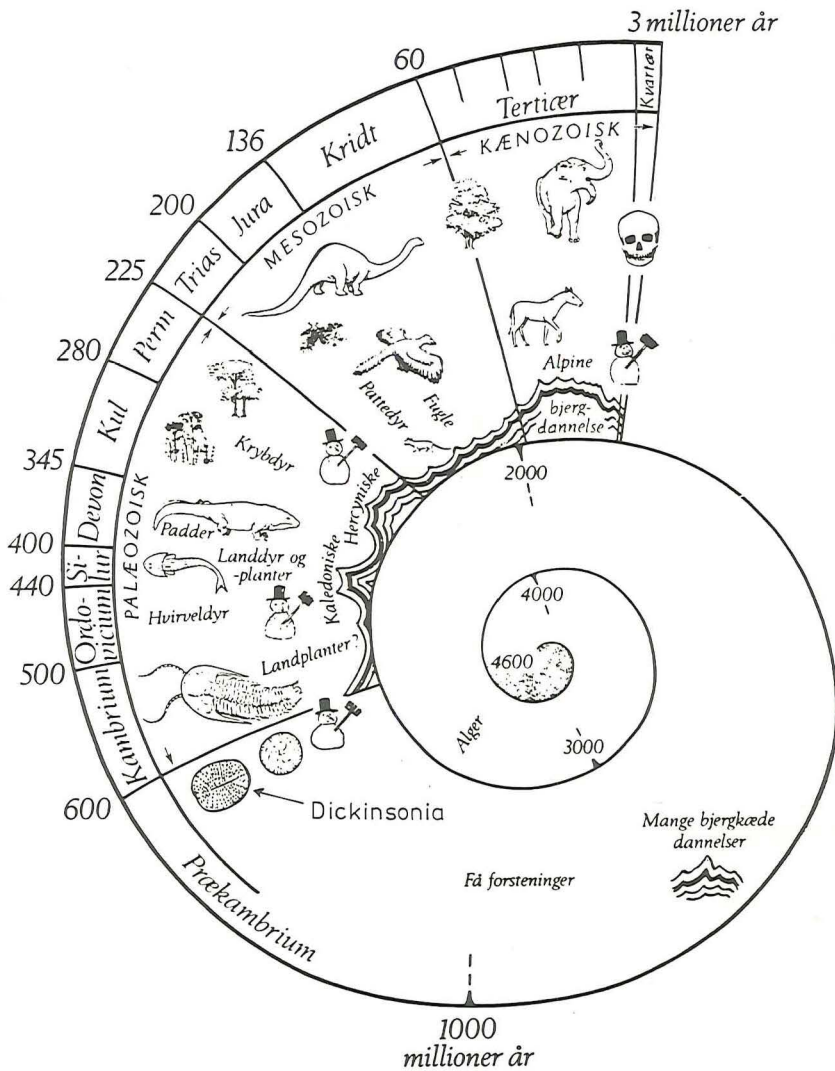 3 millioner år
60
Kvartær
Tertiær
KÆNOZOISK
136
Kridt
MESOZOISK
200
Jura
225
Trias
280
Perm
345
Kul
400
Devon
440
Si-
lur
500
Ordo-
vicium
600
Kambrium
PALÆOZOISK
Alpine
bjerg-
dannelse
Fugle
Pattedyr
Krybdyr
Hercyniske
Padder
Landdyr og
-planter
Kaledoniske
Hvirveldyr
Landplanter?
2000
4000
4600
3000
Alger
Dickinsonia
Mange bjergkæde
dannelser
Få forsteninger
Prækambrium
1000
millioner år